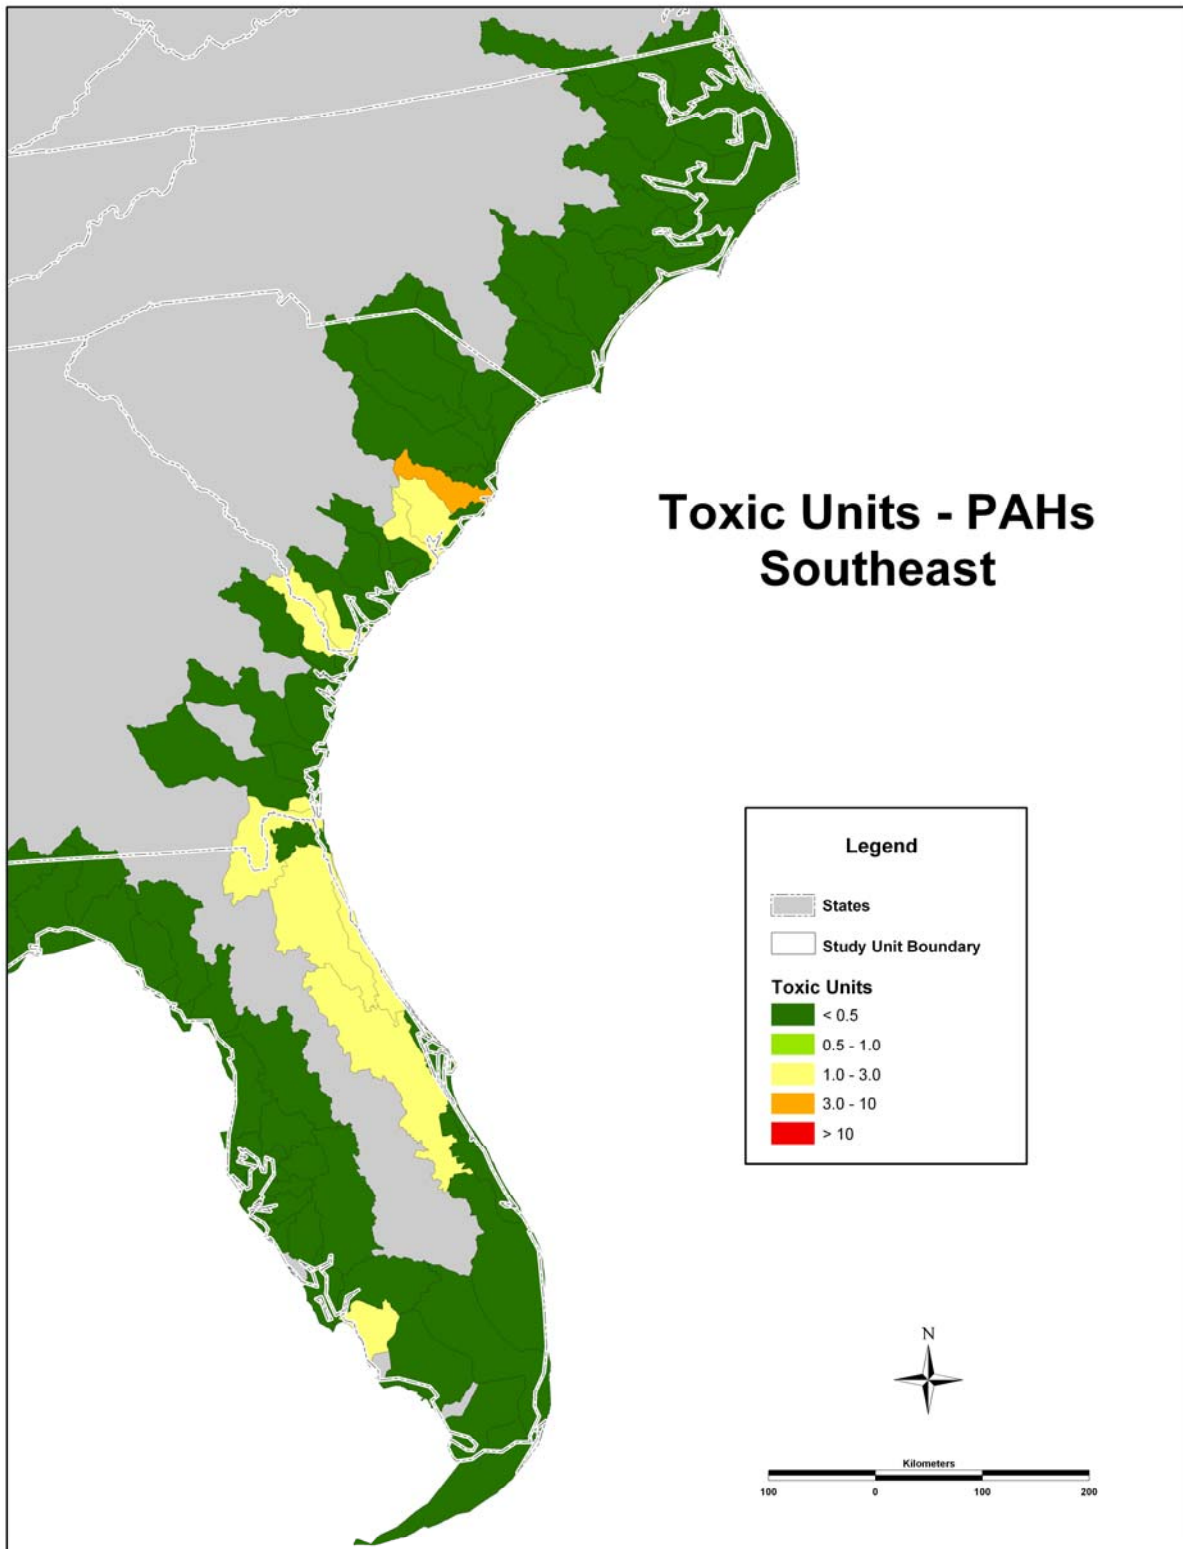 Toxic Units - PAHs
Southeast
Legend
States
Study Unit Boundary
Toxic Units
< 0.5
0.5 - 1.0
1.0 - 3.0
3.0 - 10
> 10
N
Kilometers
100 0 100 200